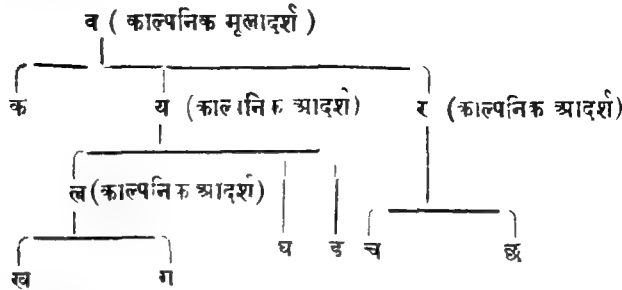 व ( काल्पनिक मूलादर्श )
क य (काल्पनिक आदर्श) र (काल्पनिक आदर्श)
ल (काल्पनिक आदर्श)
घ ङ च छ
ख ग